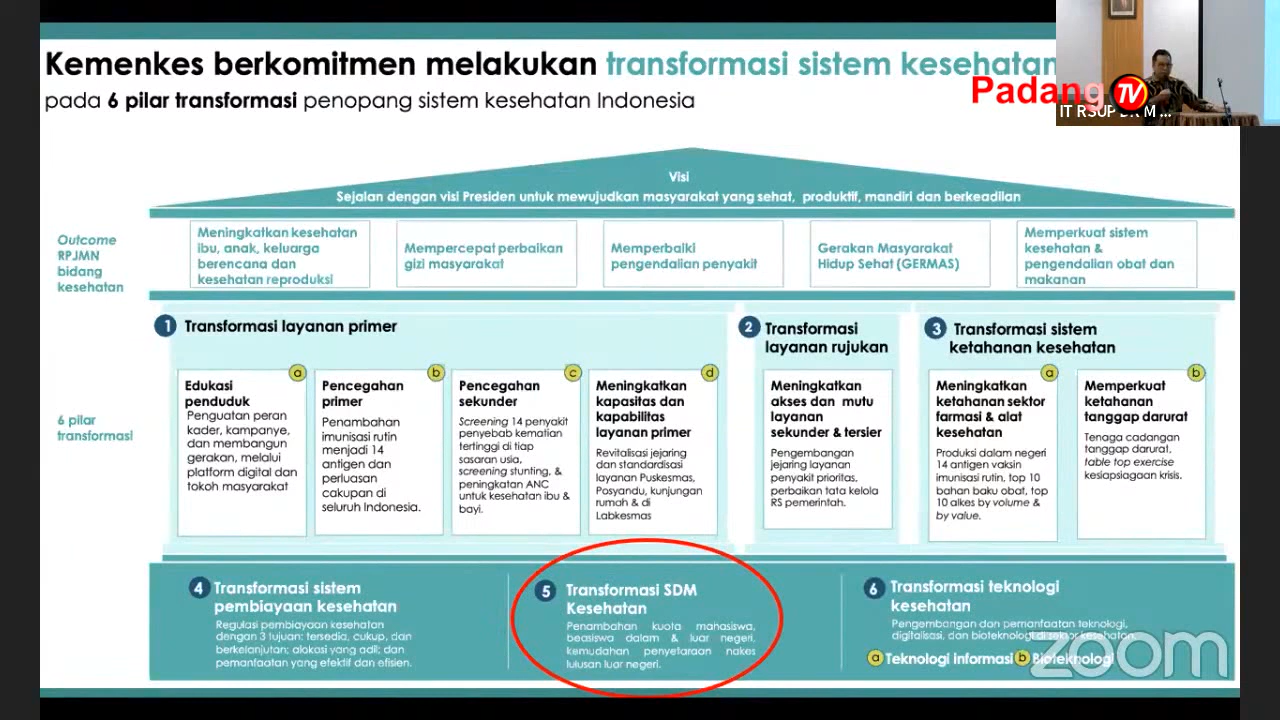 Kemenkes berkomitmen melakukan transformasi sistem kesehatan
pada 6 pilar transformasi penopang sistem kesehatan Indonesia
Padang TV
IT RSUP DR M ...
Visi
Sejalan dengan visi Presiden untuk mewujudkan masyarakat yang sehat, produktif, mandiri dan berkeadilan
Outcome
RPJMN
bidang
kesehatan
Meningkatkan kesehatan
ibu, anak, keluarga
berencana dan
kesehatan reproduksi
Mempercepat perbaikan
gizi masyarakat
Memperbaiki
pengendalian penyakit
Gerakan Masyarakat
Hidup Sehat (GERMAS)
Memperkuat sistem
kesehatan &
pengendalian obat dan
makanan
6 pilar
transformasi
1 Transformasi layanan primer
a
Edukasi
penduduk
Penguatan peran
kader, kampanye,
dan membangun
gerakan, melalui
platform digital dan
tokoh masyarakat
b
Pencegahan
primer
Penambahan
imunisasi rutin
menjadi 14
antigen dan
perluasan
cakupan di
seluruh Indonesia.
c
Pencegahan
sekunder
Screening 14 penyakit
penyebab kematian
tertinggi di tiap
sasaran usia,
screening stunting, &
peningkatan ANC
untuk kesehatan ibu &
bayi.
d
Meningkatkan
kapasitas dan
kapabilitas
layanan primer
Revitalisasi jejaring
dan standardisasi
layanan Puskesmas,
Posyandu, kunjungan
rumah & di
Labkesmas
2 Transformasi
layanan rujukan
Meningkatkan
akses dan mutu
layanan
sekunder & tersier
Pengembangan
jejaring layanan
penyakit prioritas,
perbaikan tata kelola
RS pemerintah.
3 Transformasi sistem
ketahanan kesehatan
a
Meningkatkan
ketahanan sektor
farmasi & alat
kesehatan
Produksi dalam negeri
14 antigen vaksin
imunisasi rutin, top 10
bahan baku obat, top
10 alkes by volume &
by value.
b
Memperkuat
ketahanan
tanggap darurat
Tenaga cadangan
tanggap darurat,
table top exercise
kesiapsiagaan krisis.
4 Transformasi sistem
pembiayaan kesehatan
Regulasi pembiayaan kesehatan
dengan 3 tujuan: tersedia, cukup, dan
berkelanjutan; alokasi yang adil; dan
pemanfaatan yang efektif dan efisien.
5 Transformasi SDM
Kesehatan
Penambahan kuota mahasiswa,
beasiswa dalam & luar negeri,
kemudahan penyetaraan nakes
lulusan luar negeri.
6 Transformasi teknologi
kesehatan
Pengembangan dan pemanfaatan teknologi,
digitalisasi, dan bioteknologi di sektor kesehatan.
a Teknologi Informasi b Bioteknologi
zoom